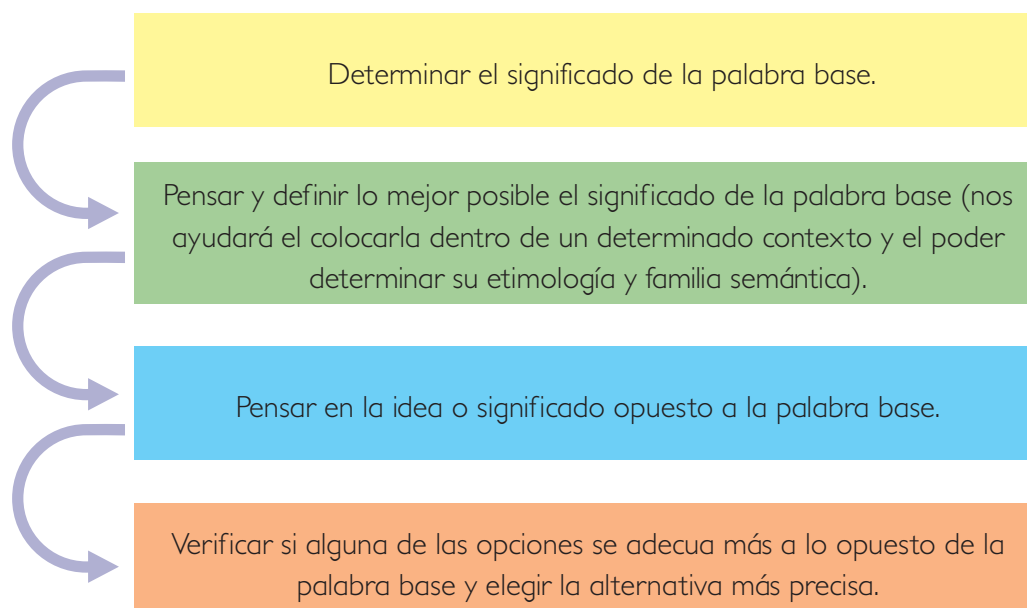 Determinar el significado de la palabra base.
Pensar y definir lo mejor posible el significado de la palabra base (nos
ayudará el colocarla dentro de un determinado contexto y el poder
determinar su etimología y familia semántica).
Pensar en la idea o significado opuesto a la palabra base.
Verificar si alguna de las opciones se adecua más a lo opuesto de la
palabra base y elegir la alternativa más precisa.